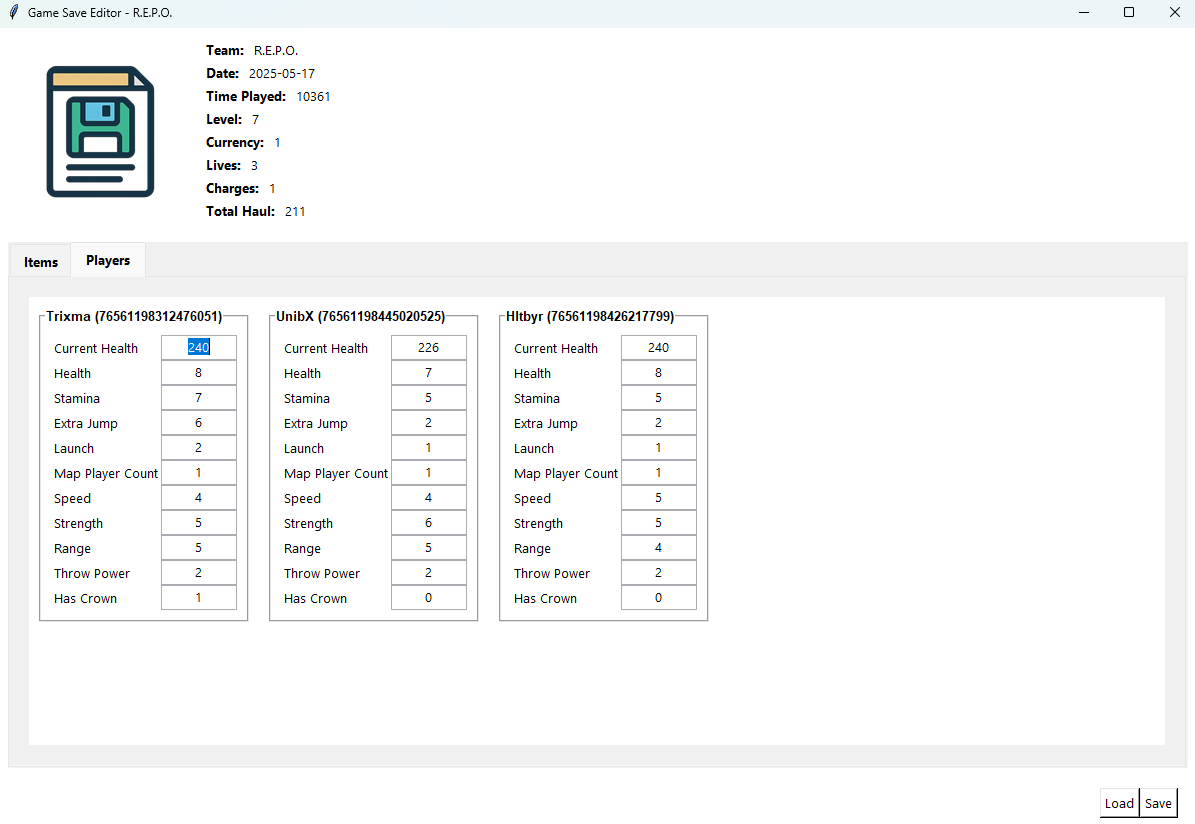 Game Save Editor - R.E.P.O.
Team: R.E.P.O.
Date: 2025-05-17
Time Played: 10361
Level: 7
Currency: 1
Lives: 3
Charges: 1
Total Haul: 211
Items Players
Trixma (76561198312476051)
Current Health 240
Health 8
Stamina 7
Extra Jump 6
Launch 2
Map Player Count 1
Speed 4
Strength 5
Range 5
Throw Power 2
Has Crown 1
UnibX (76561198445020525)
Current Health 226
Health 7
Stamina 5
Extra Jump 2
Launch 1
Map Player Count 1
Speed 4
Strength 6
Range 5
Throw Power 2
Has Crown 0
Hltbyr (76561198426217799)
Current Health 240
Health 8
Stamina 5
Extra Jump 2
Launch 1
Map Player Count 1
Speed 5
Strength 5
Range 4
Throw Power 2
Has Crown 0
Load Save